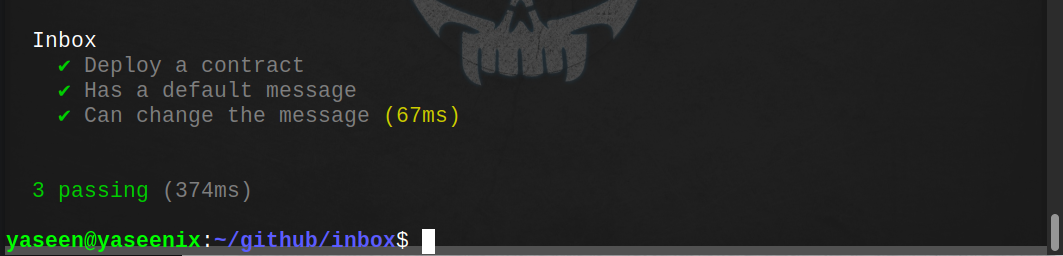 Inbox
✔ Deploy a contract
✔ Has a default message
✔ Can change the message (67ms)
3 passing (374ms)
yaseen@yaseenix:~/github/inbox$